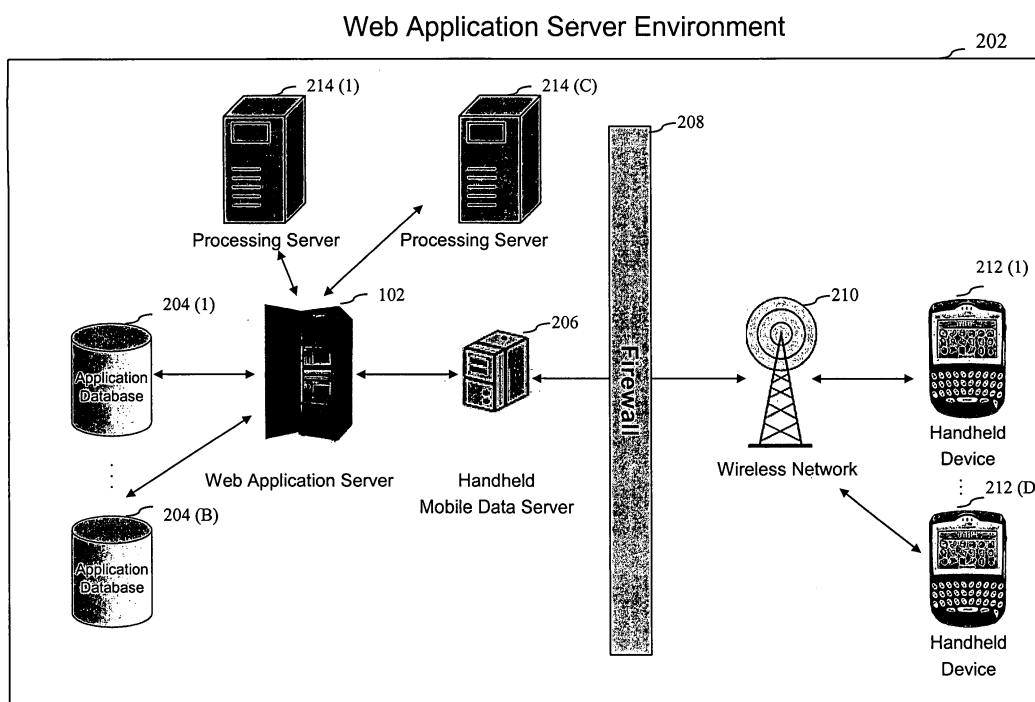 Web Application Server Environment
202
214 (1)
214 (C)
208
Processing Server
Processing Server
102
204 (1)
206
210
212 (1)
Application
Database
Firewall
Web Application Server
Handheld
Mobile Data Server
Wireless Network
Handheld
Device
204 (B)
212 (D
Application
Database
Handheld
Device